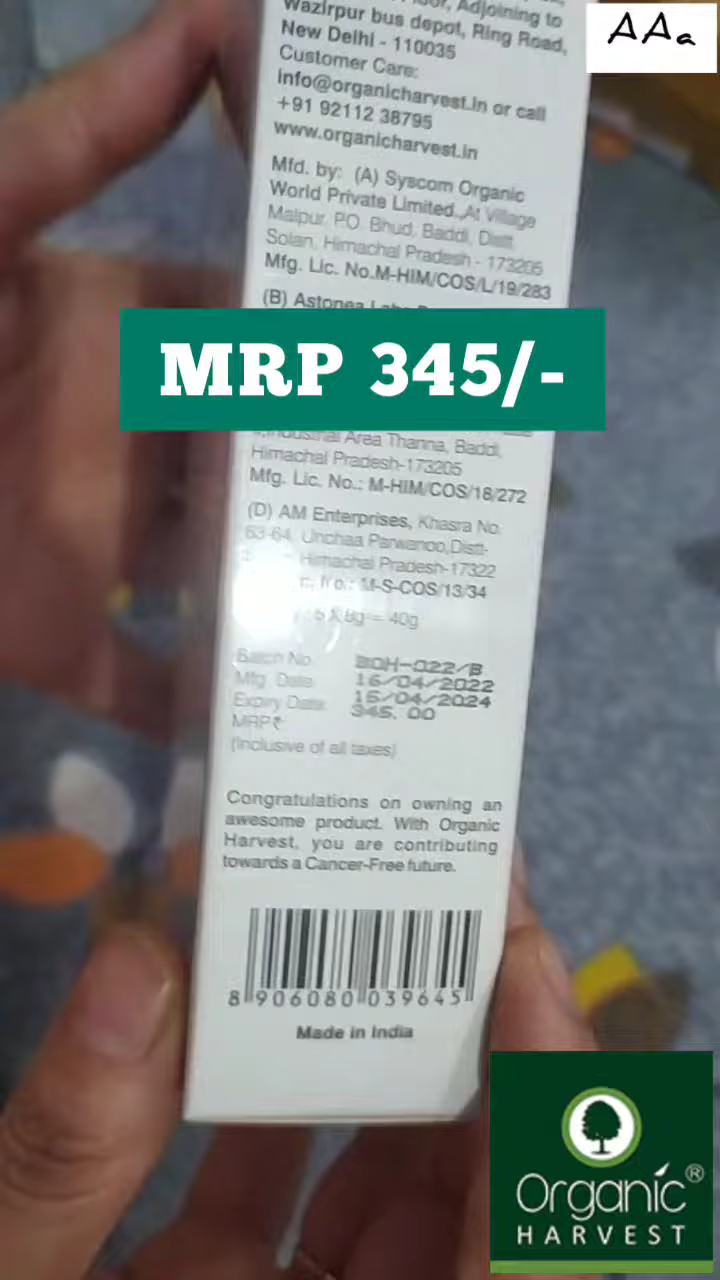 Adjoining to
Wazirpur bus depot, Ring Road,
New Delhi - 110035
Customer Care:
info@organicharvest.in or call
+91 92112 38795
www.organicharvest.in
Mfd. by: (A) Syscom Organic
World Private Limited.,At Village
Malpur, P.O. Bhud, Baddi, Distt.
Solan, Himachal Pradesh - 173205
Mfg. Lic. No.M-HIM/COS/L/19/283
(B) Astonea
MRP 345/-
Industrial Area Thanna, Baddi,
Himachal Pradesh-173205
Mfg. Lic. No.: M-HIM/COS/18/272
(D) AM Enterprises, Khasra No.
63-64, Unchaa Parwanoo,Distt-
Himachal Pradesh-17322
M-S-COS/13/34
5 X 8g = 40g
Batch No. BOH-022/B
Mfg. Date 16/04/2022
Expiry Date 15/04/2024
MRP₹ 345.00
(Inclusive of all taxes)
Congratulations on owning an
awesome product. With Organic
Harvest, you are contributing
towards a Cancer-Free future.
8 906080 039645
Made in India
AAa
Organic®
HARVEST